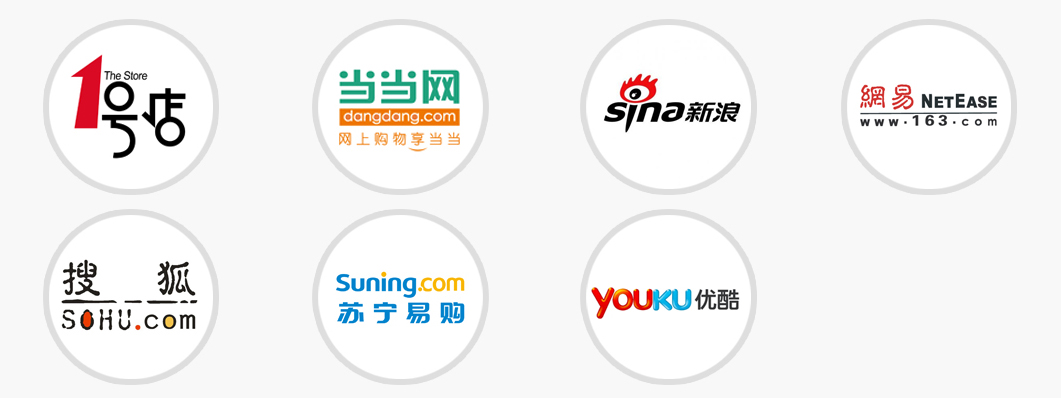 The Store
1号店
当当网
dangdang.com
网上购物享当当
sina新浪
網易 NETEASE
www.163.com
搜狐
SOHU.com
Suning.com
苏宁易购
YOUKU优酷